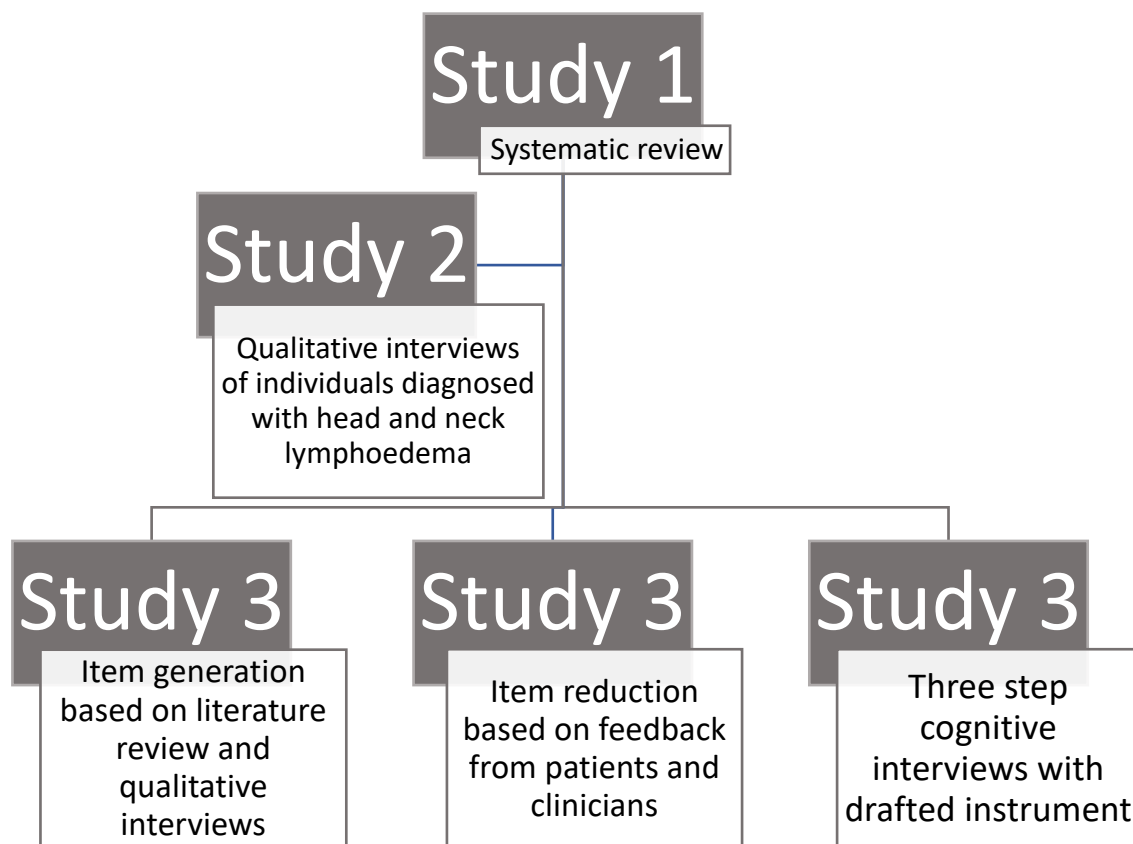 Study 1
Systematic review
Study 2
Qualitative interviews
of individuals diagnosed
with head and neck
lymphoedema
Study 3
Item generation
based on literature
review and
qualitative
interviews
Study 3
Item reduction
based on feedback
from patients and
clinicians
Study 3
Three step
cognitive
interviews with
drafted instrument